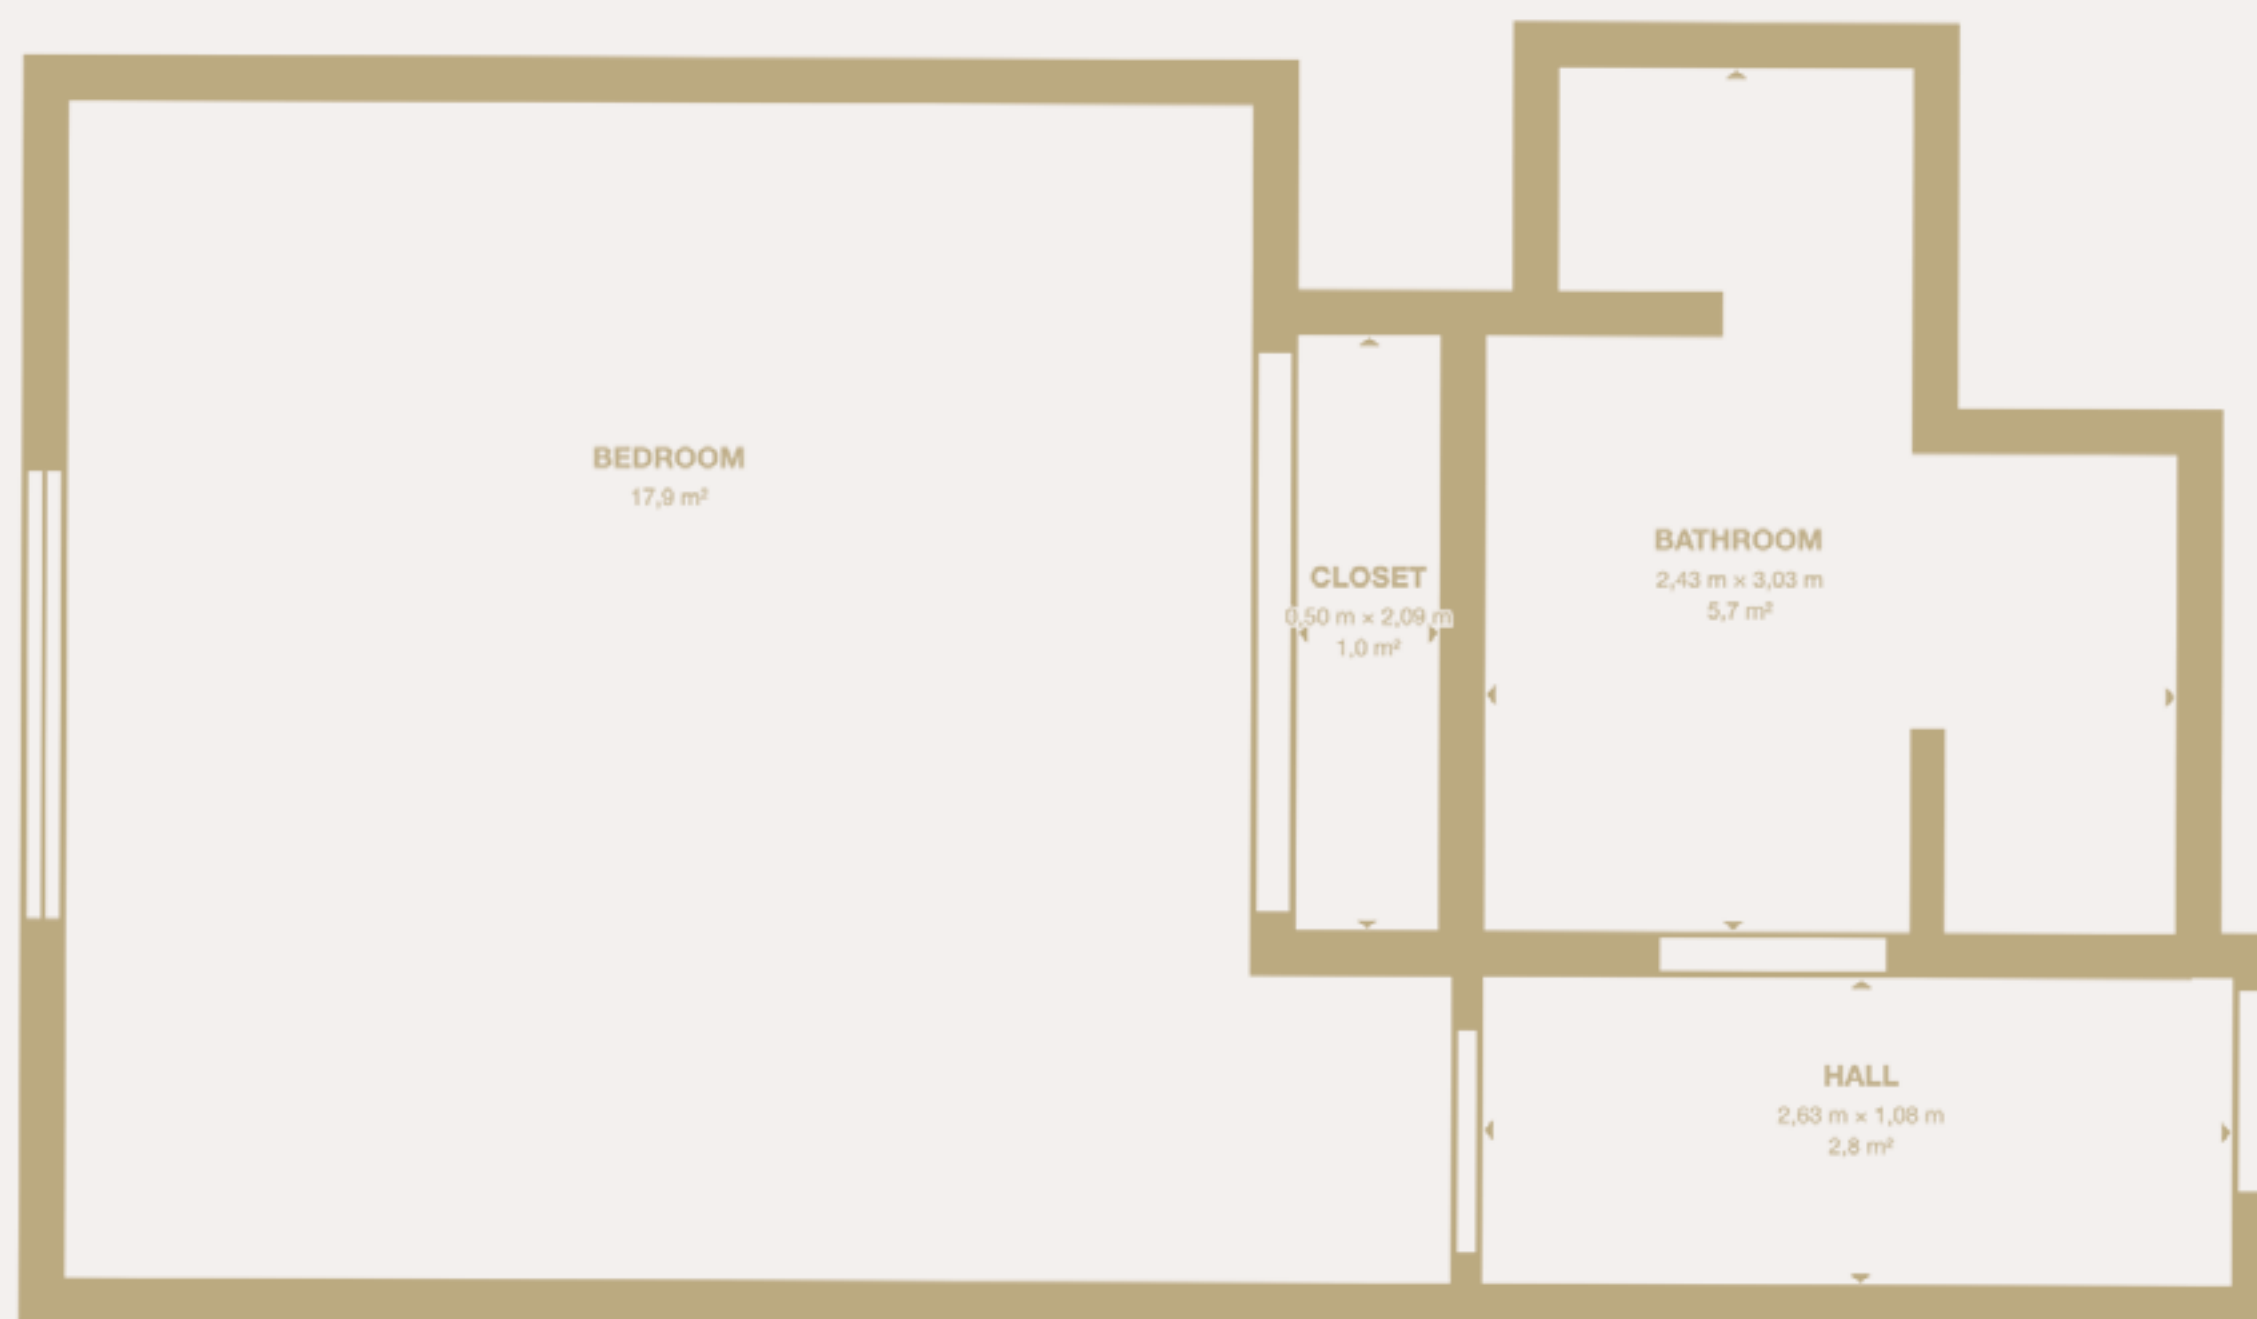 BEDROOM
17,9 m²
CLOSET
0,50 m × 2,09 m
1,0 m²
BATHROOM
2,43 m × 3,03 m
5,7 m²
HALL
2,63 m × 1,08 m
2,8 m²